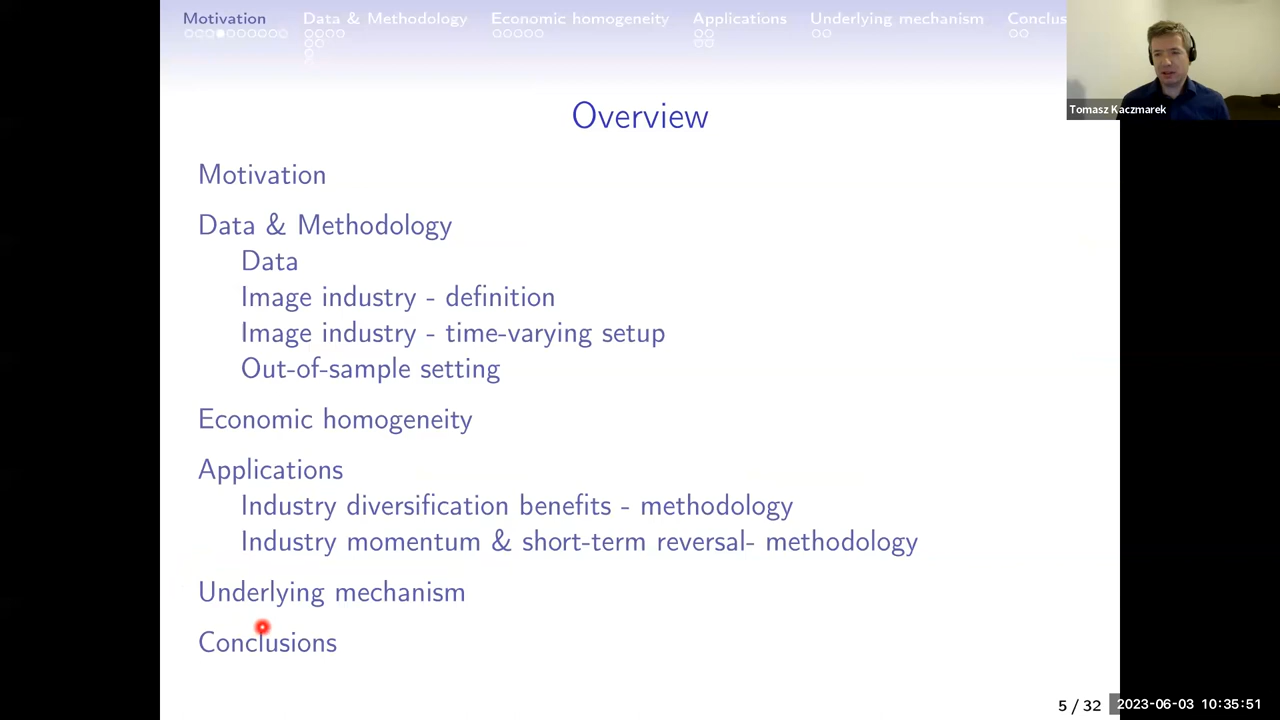 Motivation Data & Methodology Economic homogeneity Applications Underlying mechanism Conclus
Tomasz Kaczmarek
Overview
Motivation
Data & Methodology
Data
Image industry - definition
Image industry - time-varying setup
Out-of-sample setting
Economic homogeneity
Applications
Industry diversification benefits - methodology
Industry momentum & short-term reversal- methodology
Underlying mechanism
Conclusions
5 / 32
2023-06-03 10:35:51